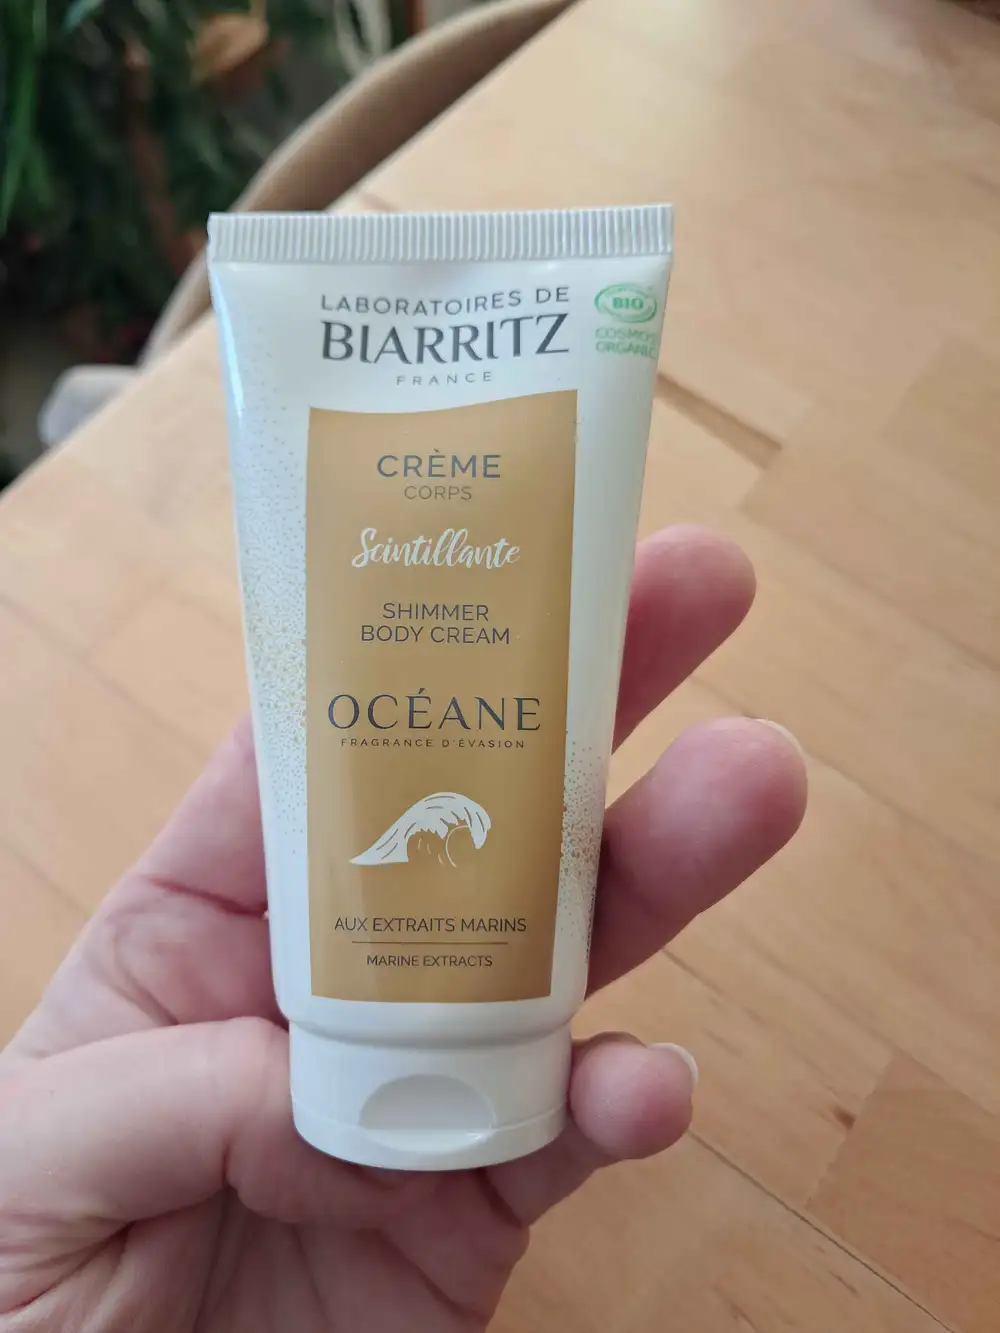 LABORATOIRES DE
BIARRITZ
FRANCE
BIO
COSMOS
ORGANIC
CRÈME
CORPS
Scintillante
SHIMMER
BODY CREAM
OCÉANE
FRAGRANCE D'ÉVASION
AUX EXTRAITS MARINS
MARINE EXTRACTS